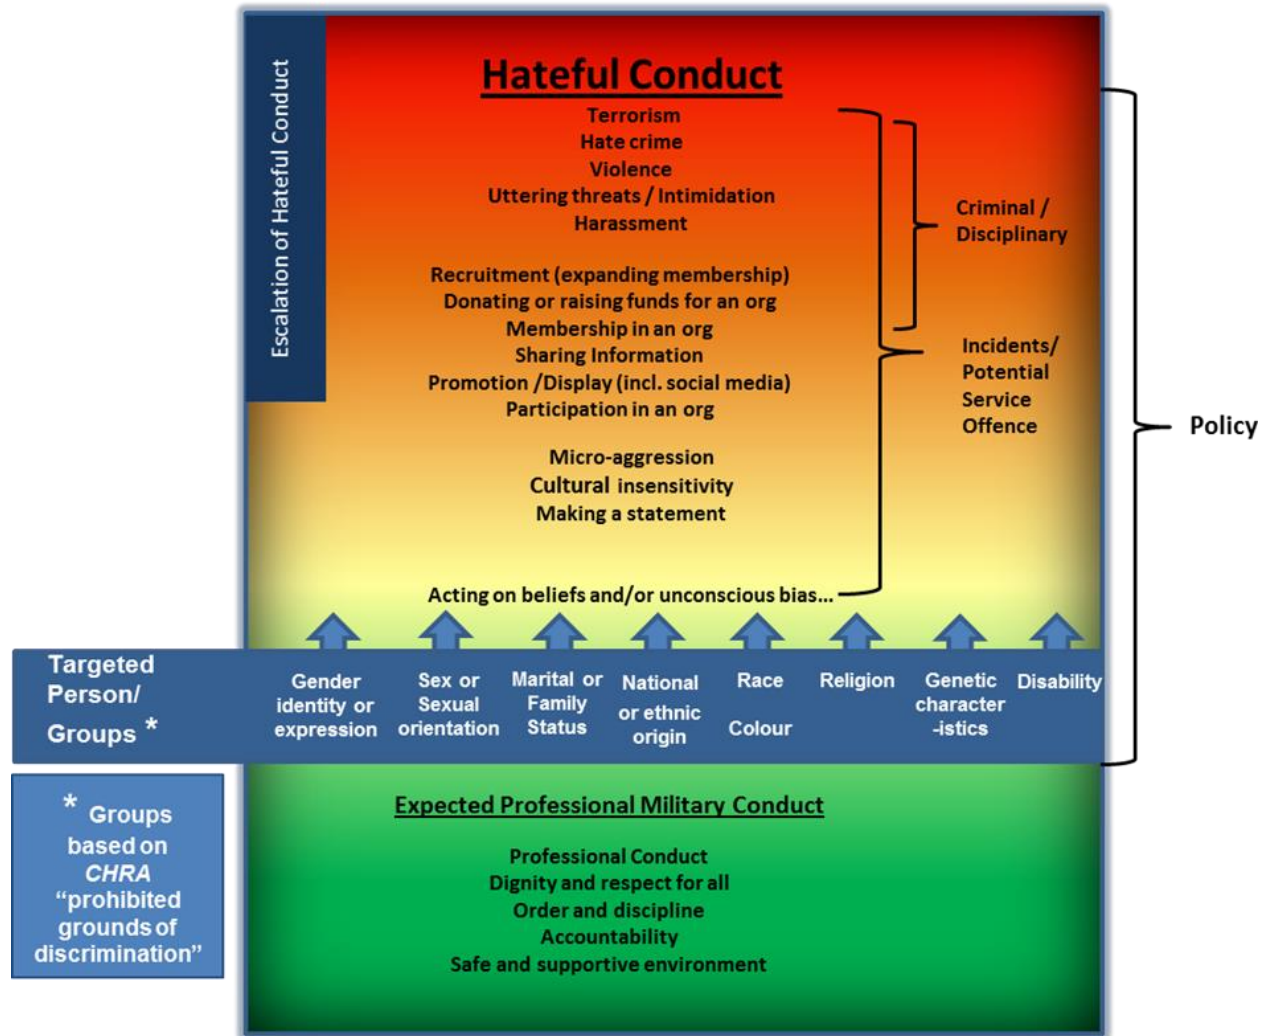 Escalation of Hateful Conduct
Hateful Conduct
Terrorism
Hate crime
Violence
Uttering threats / Intimidation
Harassment
Recruitment (expanding membership)
Donating or raising funds for an org
Membership in an org
Sharing Information
Promotion /Display (incl. social media)
Participation in an org
Micro-aggression
Cultural insensitivity
Making a statement
Acting on beliefs and/or unconscious bias...
Criminal /
Disciplinary
Incidents/
Potential
Service
Offence
Policy
Targeted
Person/
Groups *
Gender
identity or
expression
Sex or
Sexual
orientation
Marital or
Family
Status
National
or ethnic
origin
Race
Colour
Religion
Genetic
character
-istics
Disability
* Groups
based on
CHRA
“prohibited
grounds of
discrimination”
Expected Professional Military Conduct
Professional Conduct
Dignity and respect for all
Order and discipline
Accountability
Safe and supportive environment